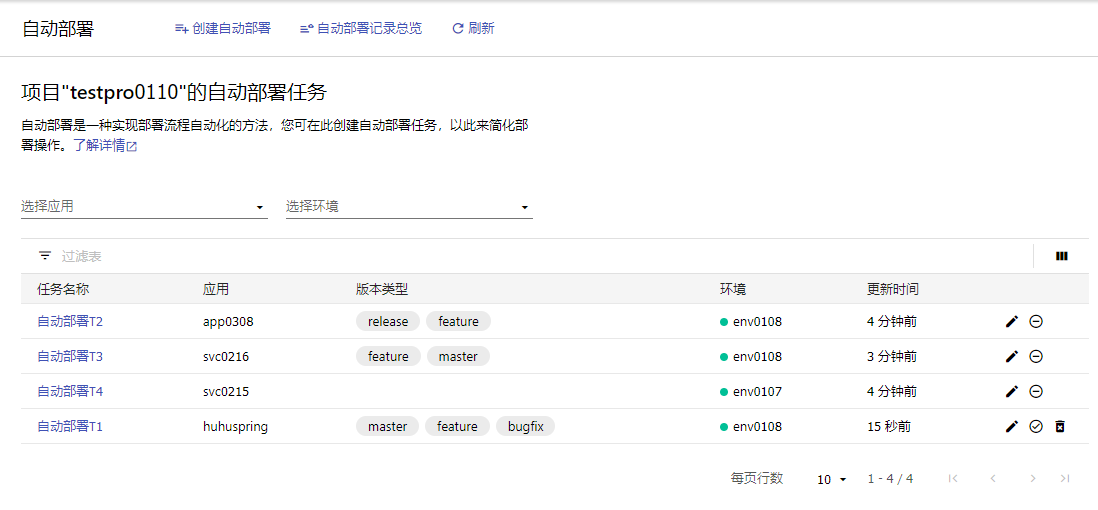 自动部署 创建自动部署 自动部署记录总览 刷新
项目"testpro0110"的自动部署任务
自动部署是一种实现部署流程自动化的方法，您可在此创建自动部署任务，以此来简化部
署操作。了解详情
选择应用 选择环境
过滤表
任务名称 应用 版本类型 环境 更新时间
自动部署T2 app0308 release feature env0108 4 分钟前
自动部署T3 svc0216 feature master env0108 3 分钟前
自动部署T4 svc0215 env0107 4 分钟前
自动部署T1 huhuspring master feature bugfix env0108 15 秒前
每页行数 10 1 - 4 / 4